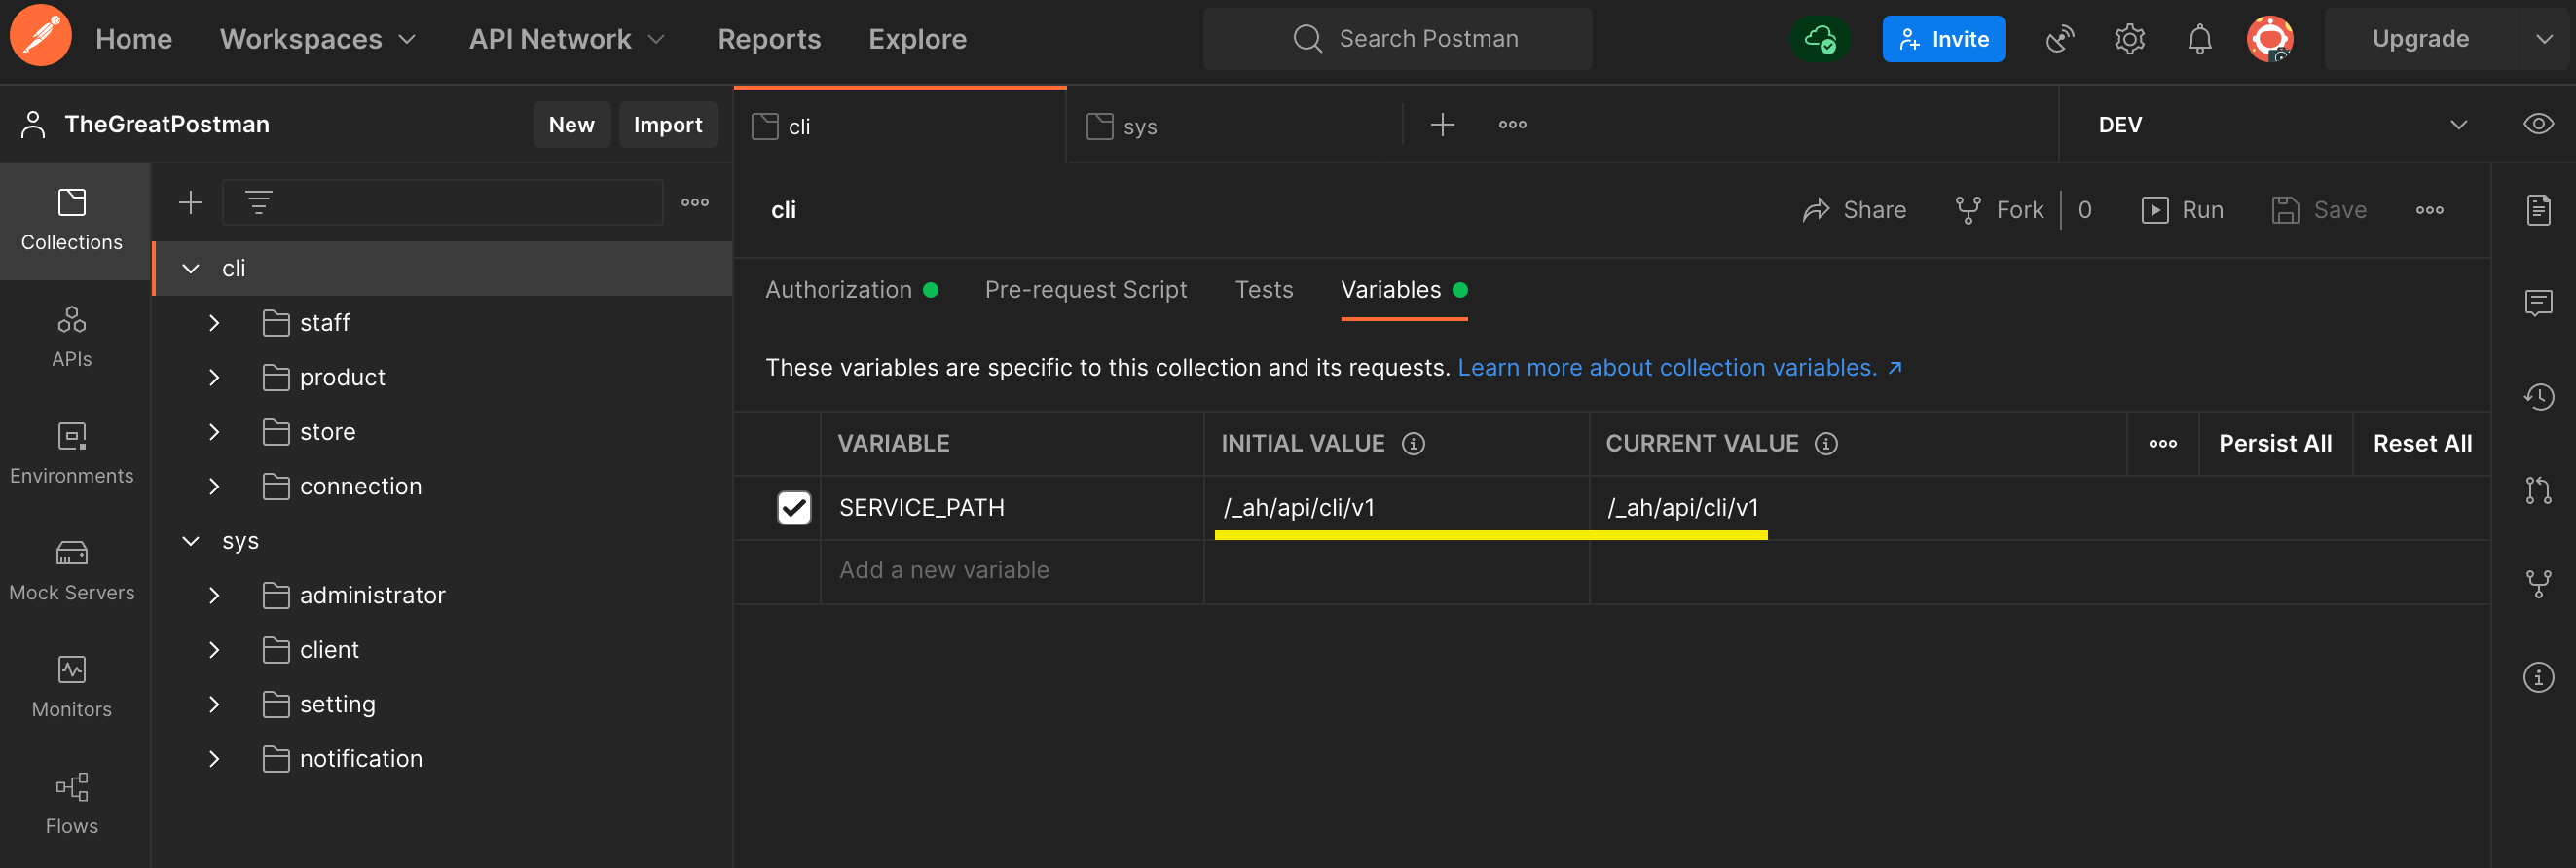 Home Workspaces API Network Reports Explore Search Postman Invite Upgrade
TheGreatPostman New Import
cli sys DEV
Collections
APIs
Environments
Mock Servers
Monitors
Flows
cli
staff
product
store
connection
sys
administrator
client
setting
notification
cli Share Fork 0 Run Save
Authorization Pre-request Script Tests Variables
These variables are specific to this collection and its requests. Learn more about collection variables. ↗
VARIABLE INITIAL VALUE CURRENT VALUE Persist All Reset All
SERVICE_PATH /_ah/api/cli/v1 /_ah/api/cli/v1
Add a new variable